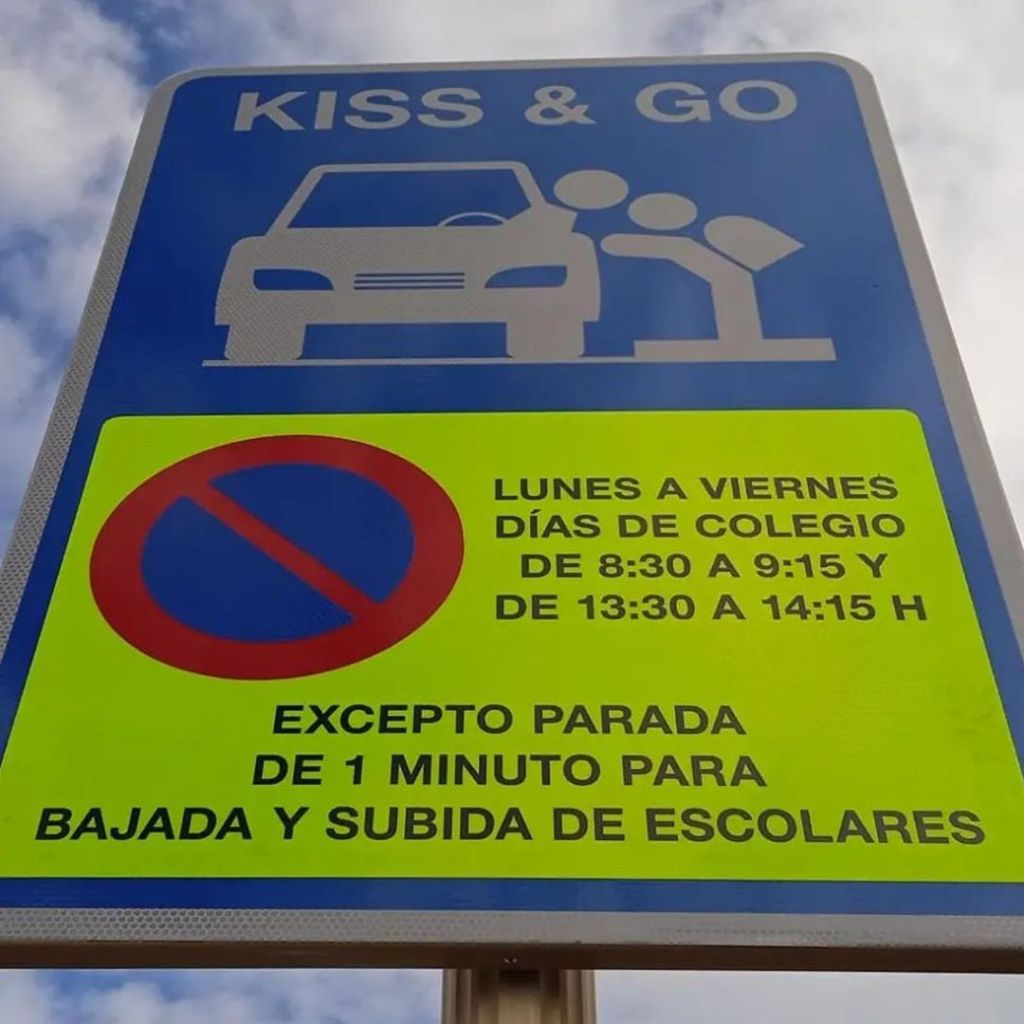 KISS & GO
LUNES A VIERNES
DÍAS DE COLEGIO
DE 8:30 A 9:15 Y
DE 13:30 A 14:15 H
EXCEPTO PARADA
DE 1 MINUTO PARA
BAJADA Y SUBIDA DE ESCOLARES